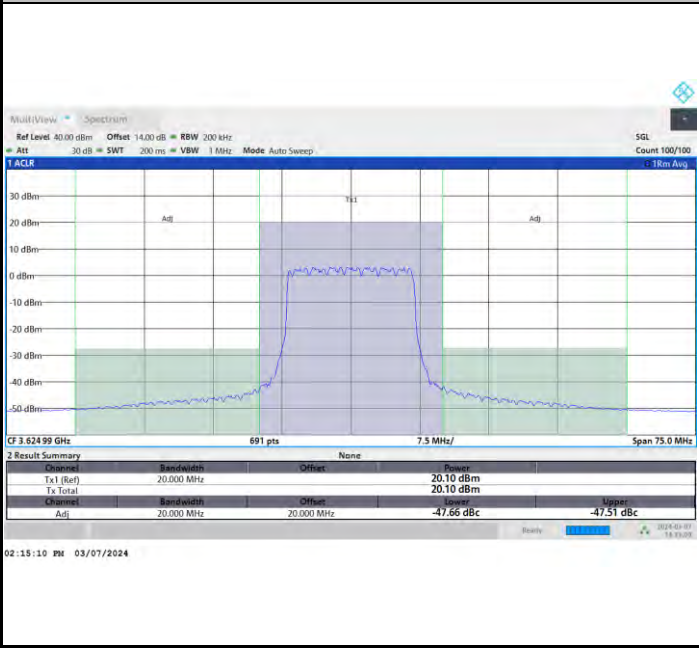 MultiView Spectrum
Ref Level 40.00 dBm Offset 14.00 dB RBW 200 kHz SGL
Att 30 dB SWT 200 ms VBW 1 MHz Mode Auto Sweep Count 100/100
1 ACLR 1Rm Avg
Tx1
30 dBm
Adj Adj
20 dBm
10 dBm
0 dBm
-10 dBm
-20 dBm
-30 dBm
-40 dBm
-50 dBm
CF 3.624 99 GHz 691 pts 7.5 MHz/ Span 75.0 MHz
2 Result Summary None
Channel Bandwidth Offset Power
Tx1 (Ref) 20.000 MHz 20.10 dBm
Tx Total 20.10 dBm
Channel Bandwidth Offset Lower Upper
Adj 20.000 MHz 20.000 MHz -47.66 dBc -47.51 dBc
Ready
02:15:10 PM 03/07/2024